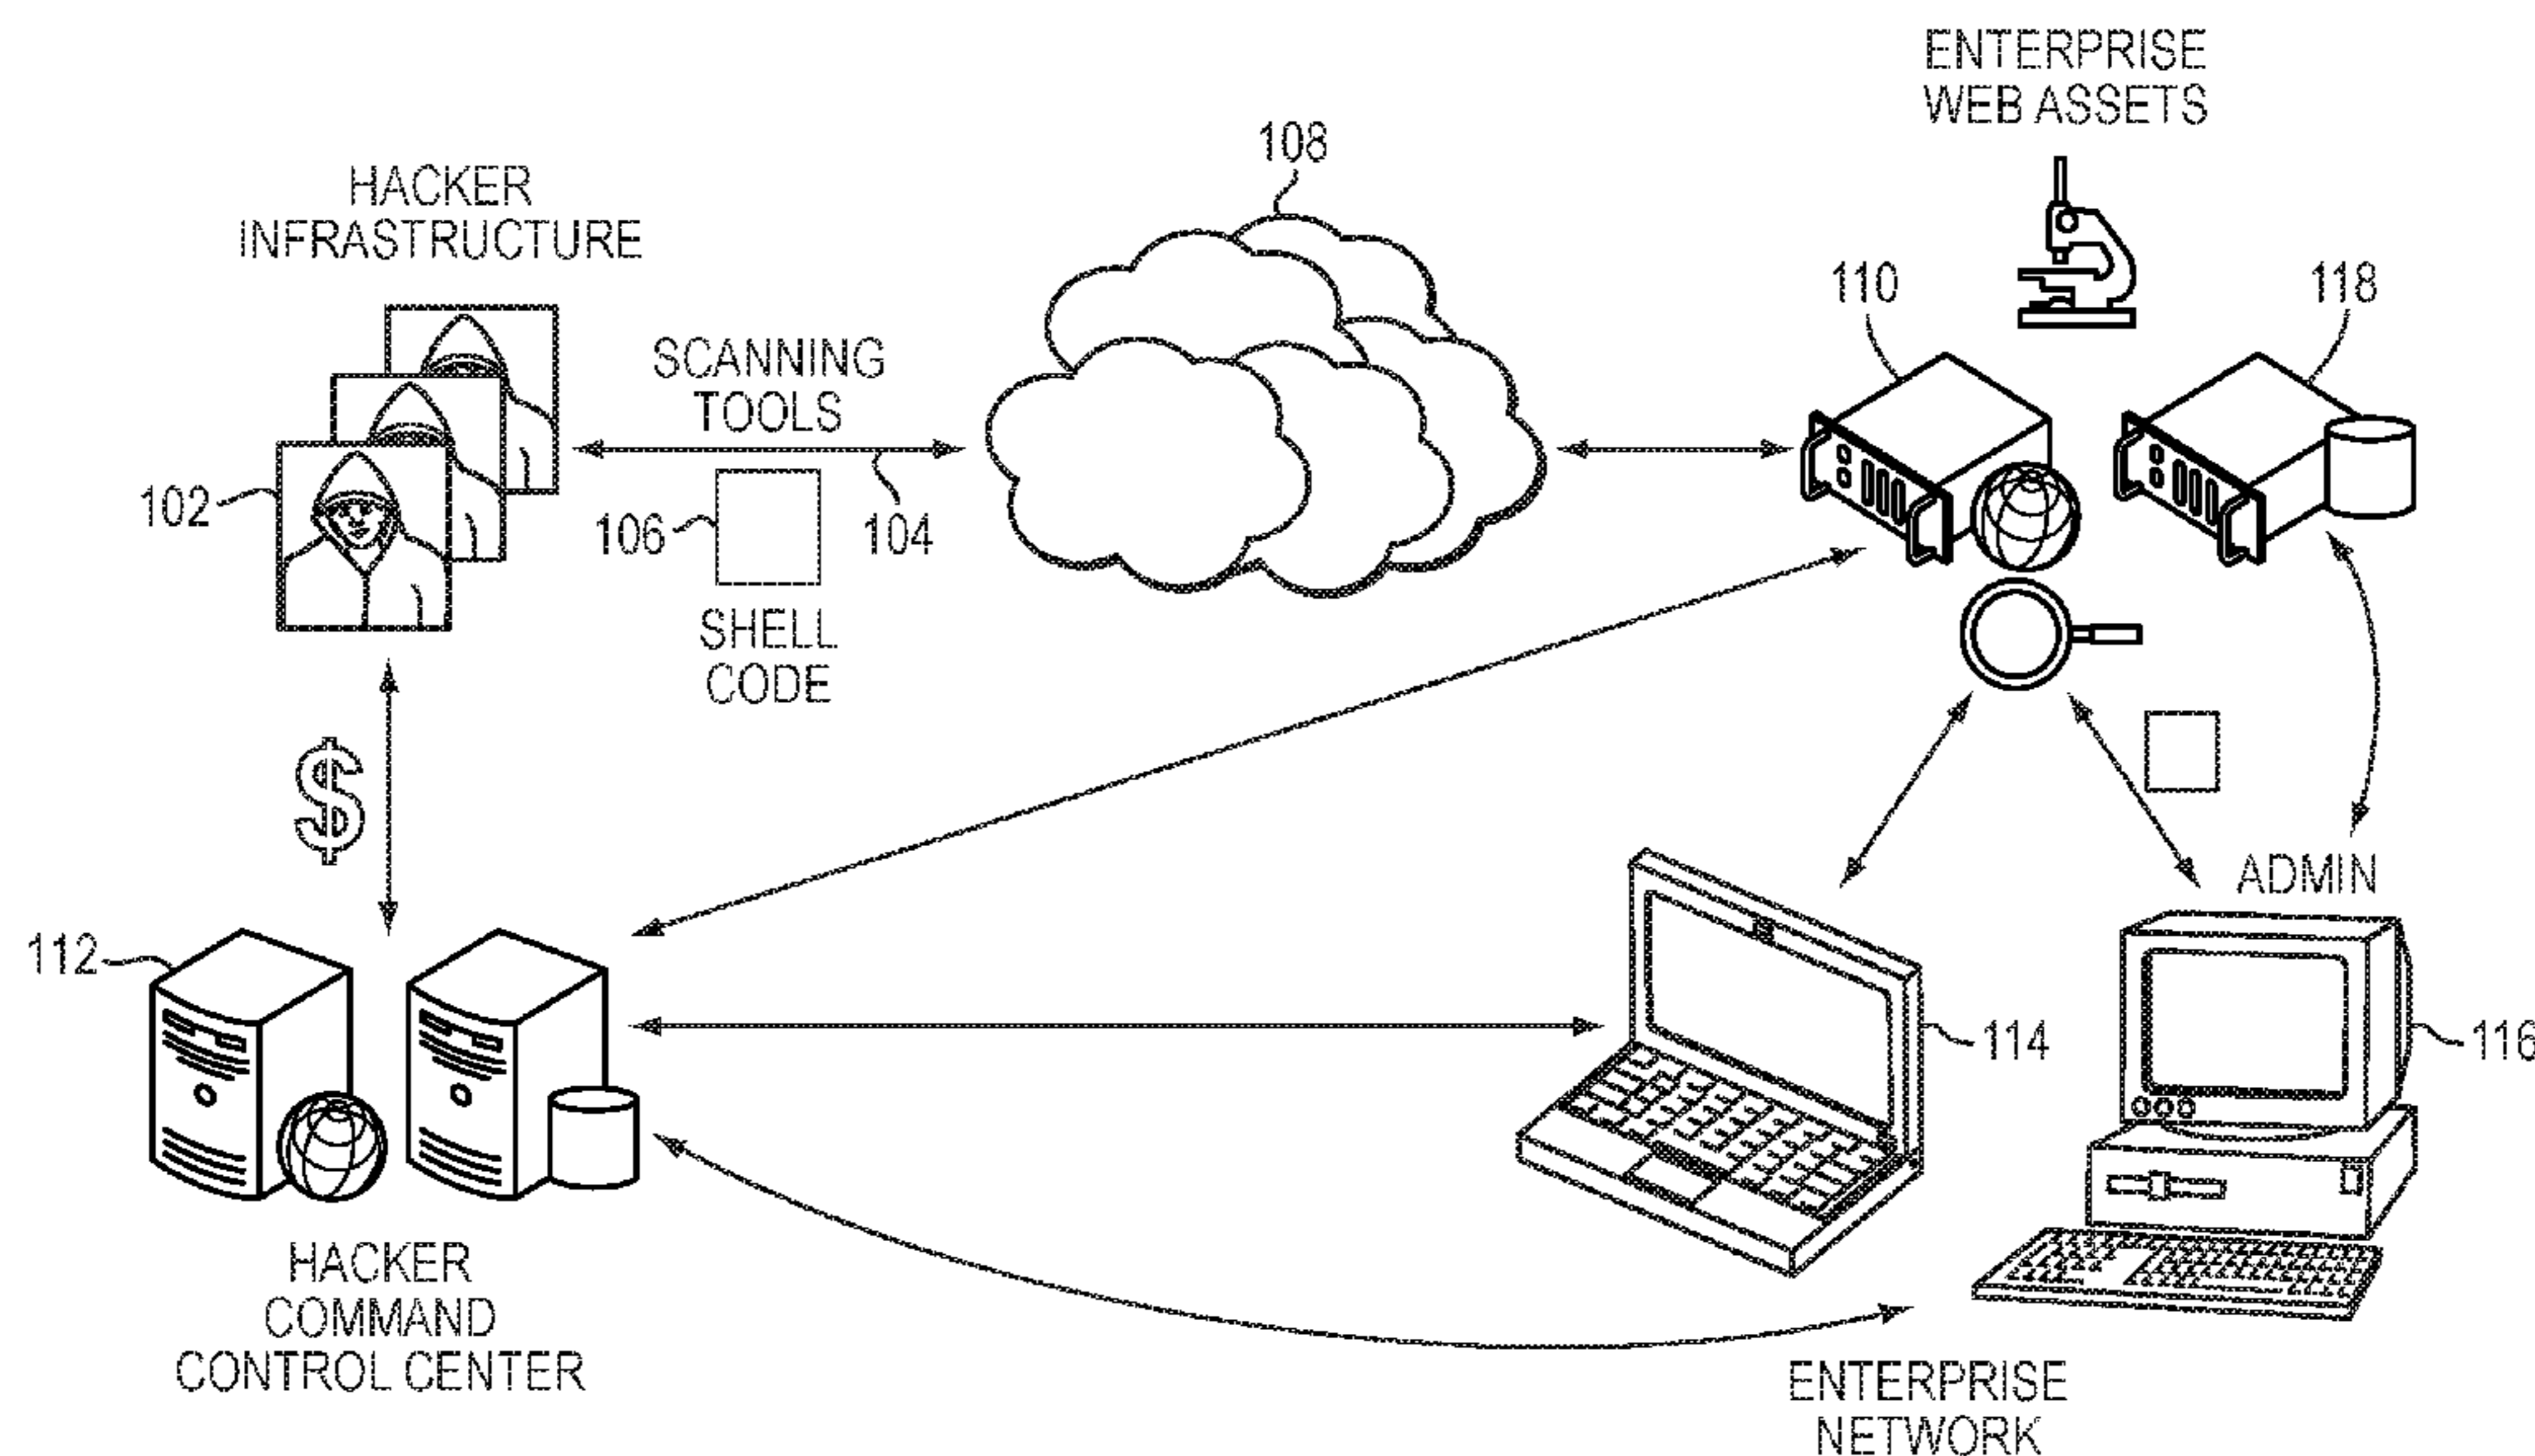 ENTERPRISE
WEB ASSETS
108
HACKER
INFRASTRUCTURE
110
118
SCANNING
TOOLS
102
106
104
SHELL
CODE
$
ADMIN
112
114
116
HACKER
COMMAND
CONTROL CENTER
ENTERPRISE
NETWORK